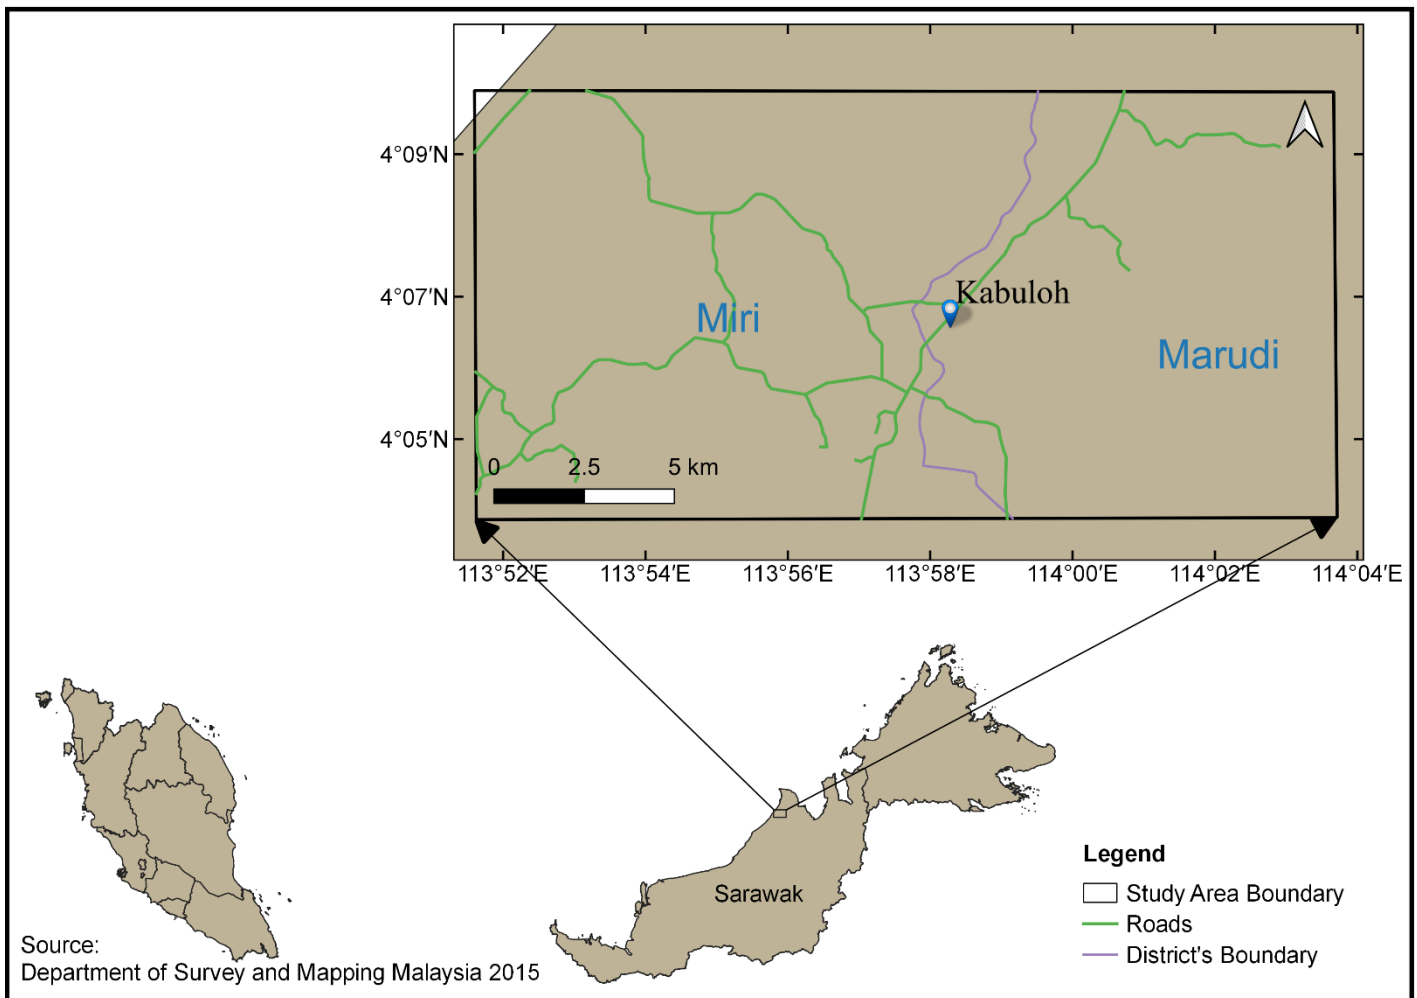 4°09'N
4°07'N
4°05'N
Kabuloh
Miri
Marudi
0 2.5 5 km
113°52'E 113°54'E 113°56'E 113°58'E 114°00'E 114°02'E 114°04'E
Sarawak
Legend
Study Area Boundary
Roads
District's Boundary
Source:
Department of Survey and Mapping Malaysia 2015